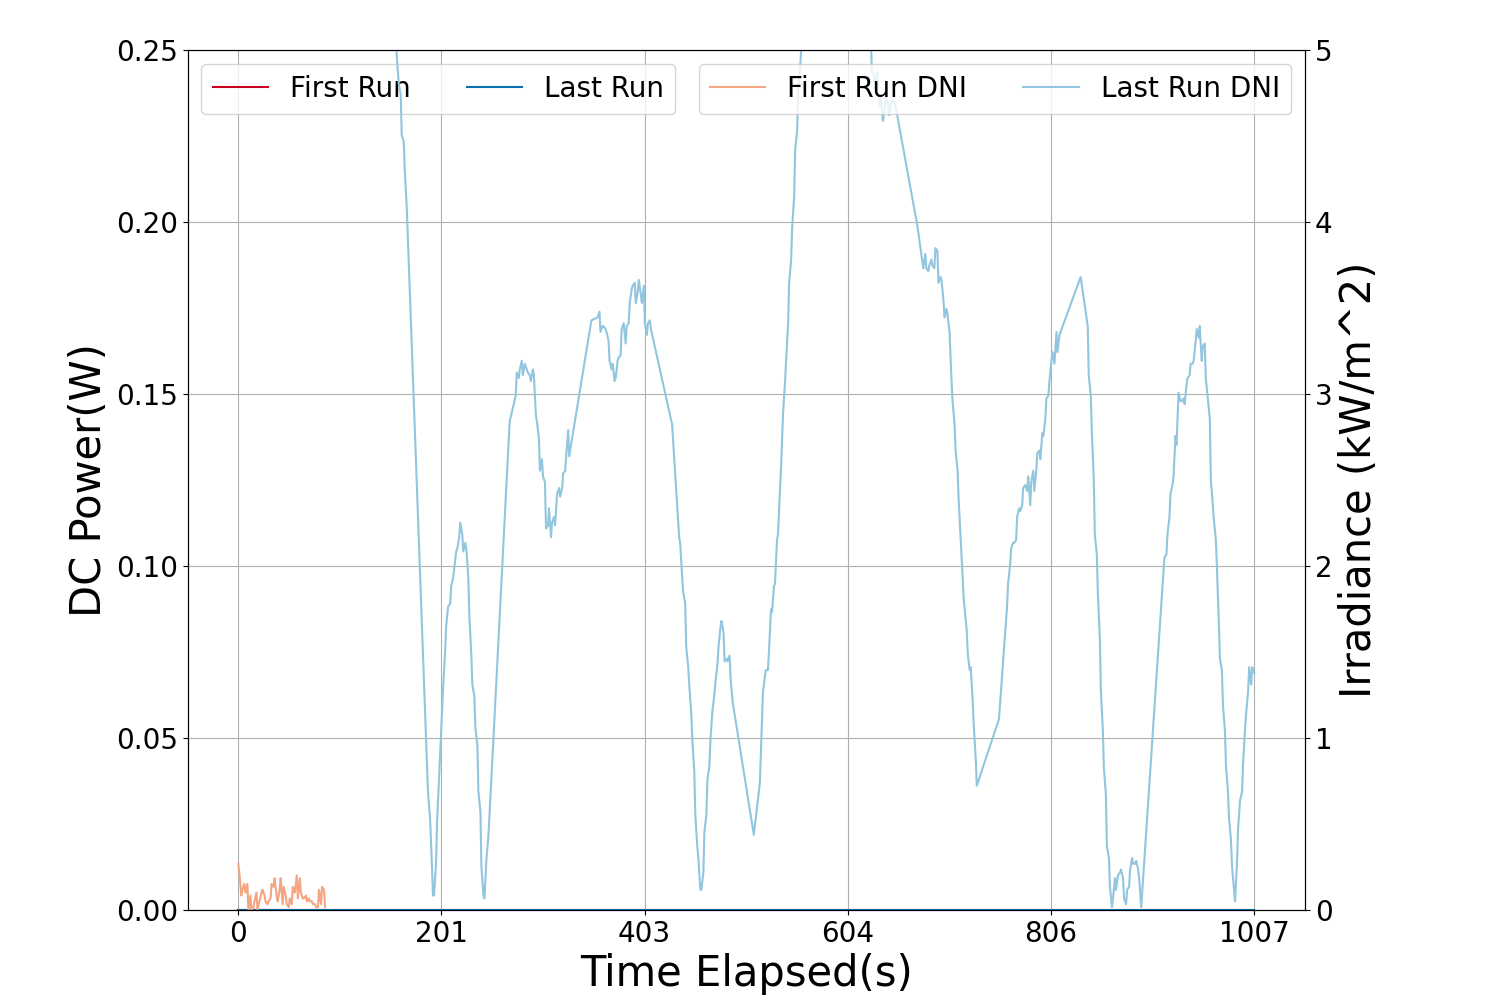 First Run
Last Run
First Run DNI
Last Run DNI
DC Power(W)
0.25
0.20
0.15
0.10
0.05
0.00
5
4
3
2
1
0
Irradiance (kW/m^2)
0 201 403 604 806 1007
Time Elapsed(s)